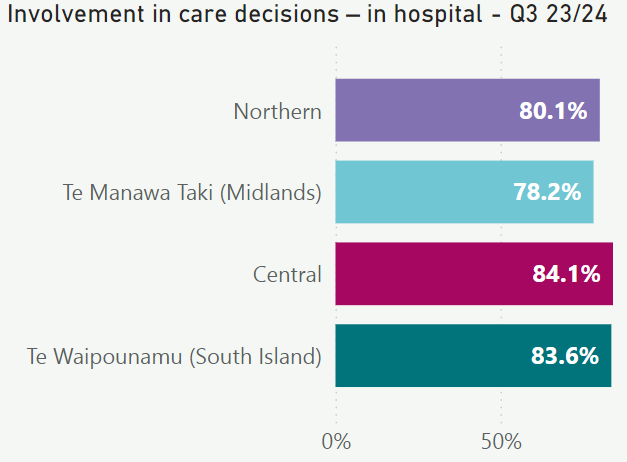 Involvement in care decisions – in hospital - Q3 23/24
Northern 80.1%
Te Manawa Taki (Midlands) 78.2%
Central 84.1%
Te Waipounamu (South Island) 83.6%
0% 50%